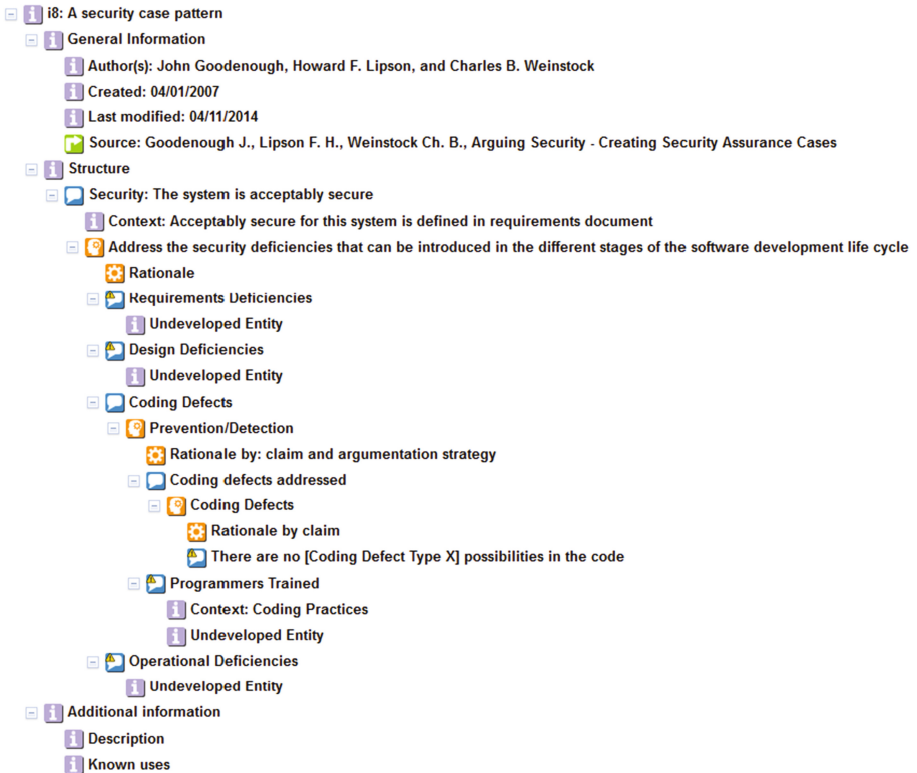 i8: A security case pattern
General Information
Author(s): John Goodenough, Howard F. Lipson, and Charles B. Weinstock
Created: 04/01/2007
Last modified: 04/11/2014
Source: Goodenough J., Lipson F. H., Weinstock Ch. B., Arguing Security - Creating Security Assurance Cases
Structure
Security: The system is acceptably secure
Context: Acceptably secure for this system is defined in requirements document
Address the security deficiencies that can be introduced in the different stages of the software development life cycle
Rationale
Requirements Deficiencies
Undeveloped Entity
Design Deficiencies
Undeveloped Entity
Coding Defects
Prevention/Detection
Rationale by: claim and argumentation strategy
Coding defects addressed
Coding Defects
Rationale by claim
There are no [Coding Defect Type X] possibilities in the code
Programmers Trained
Context: Coding Practices
Undeveloped Entity
Operational Deficiencies
Undeveloped Entity
Additional information
Description
Known uses